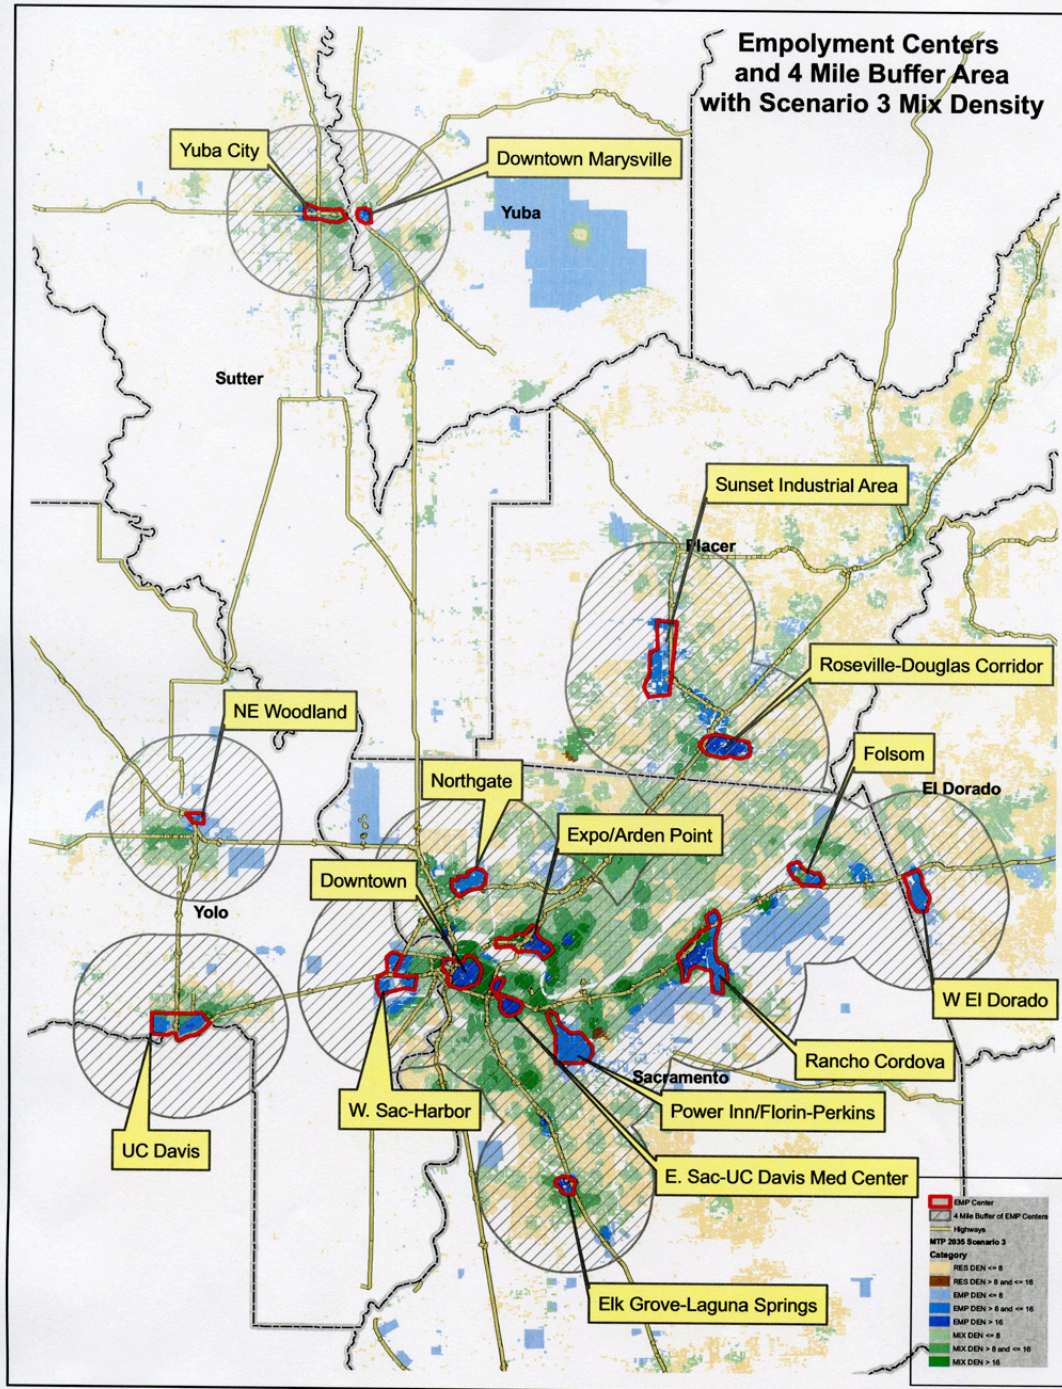 Empolyment Centers
and 4 Mile Buffer Area
with Scenario 3 Mix Density
Yuba City
Downtown Marysville
Yuba
Sutter
Sunset Industrial Area
Placer
Roseville-Douglas Corridor
NE Woodland
Folsom
Northgate
El Dorado
Expo/Arden Point
Downtown
Yolo
W El Dorado
Rancho Cordova
Sacramento
W. Sac-Harbor
Power Inn/Florin-Perkins
UC Davis
E. Sac-UC Davis Med Center
Elk Grove-Laguna Springs
EMP Center
4 Mile Buffer of EMP Centers
Highways
MTP 2035 Scenario 3
Category
RES DEN <= 8
RES DEN > 8 and <= 16
EMP DEN <= 8
EMP DEN > 8 and <= 16
EMP DEN > 16
MIX DEN <= 8
MIX DEN > 8 and <= 16
MIX DEN > 16